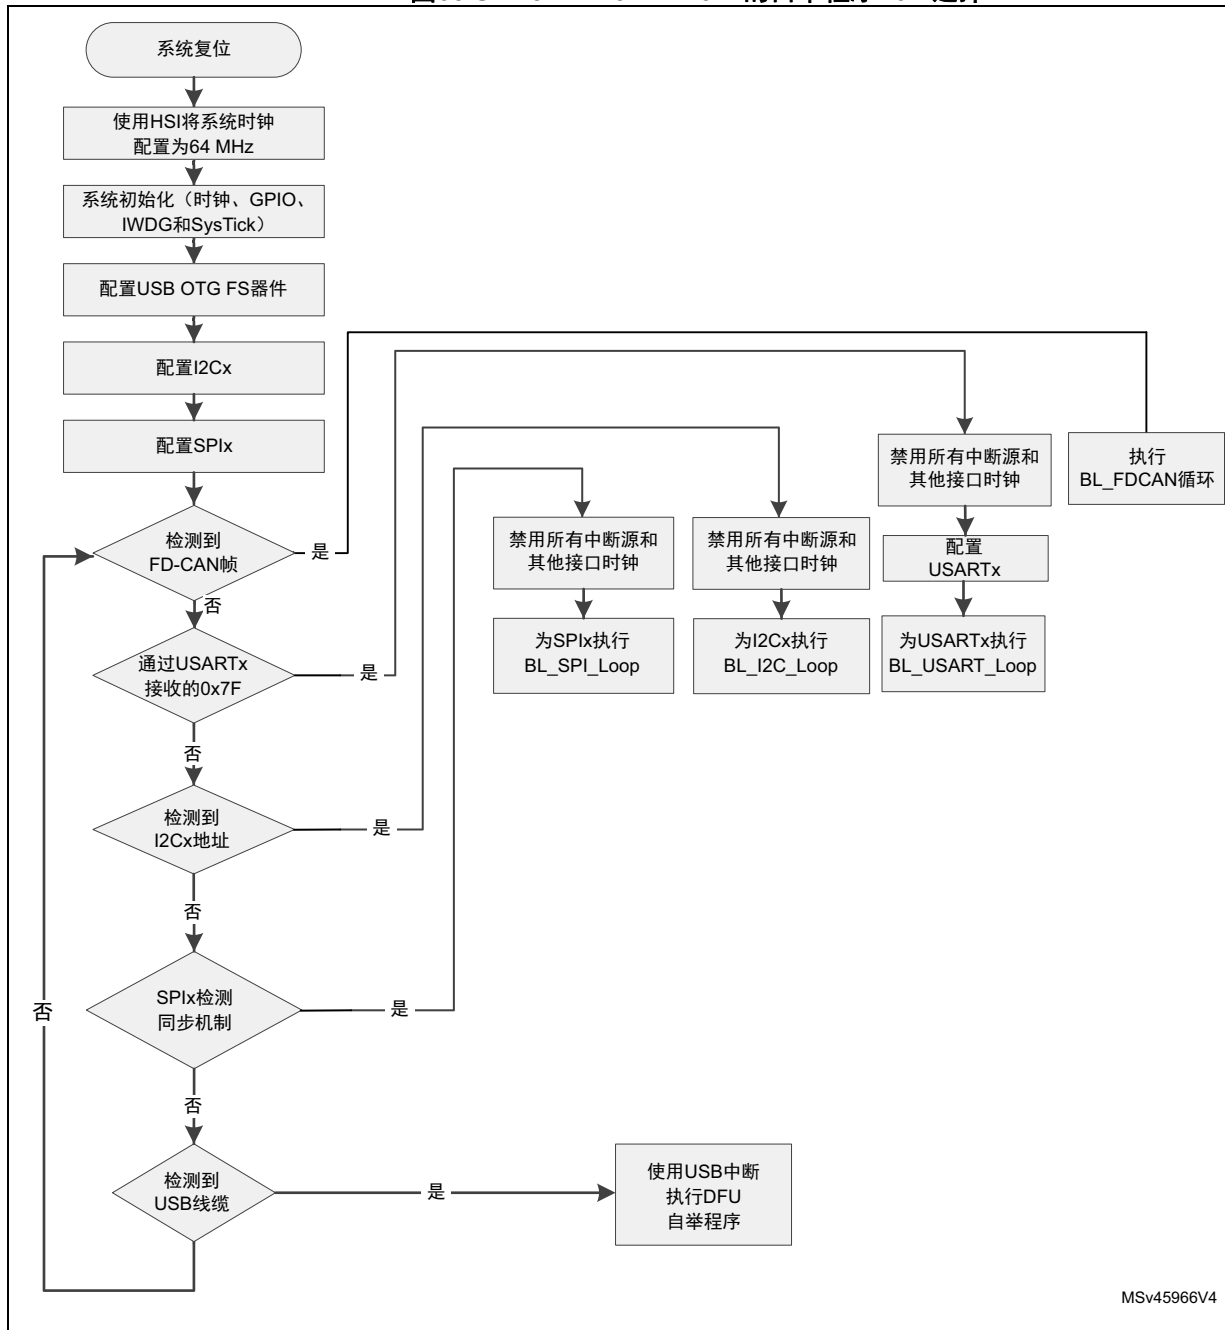 系统复位
使用HSI将系统时钟
配置为64 MHz
系统初始化（时钟、GPIO、
IWDG和SysTick）
配置USB OTG FS器件
配置I2Cx
配置SPIx
检测到
FD-CAN帧
是
否
通过USARTx
接收的0x7F
是
否
检测到
I2Cx地址
是
否
SPIx检测
同步机制
是
否
检测到
USB线缆
是
否
禁用所有中断源和
其他接口时钟
为SPIx执行
BL_SPI_Loop
禁用所有中断源和
其他接口时钟
为I2Cx执行
BL_I2C_Loop
禁用所有中断源和
其他接口时钟
配置
USARTx
为USARTx执行
BL_USART_Loop
执行
BL_FDCAN循环
使用USB中断
执行DFU
自举程序
MSv45966V4